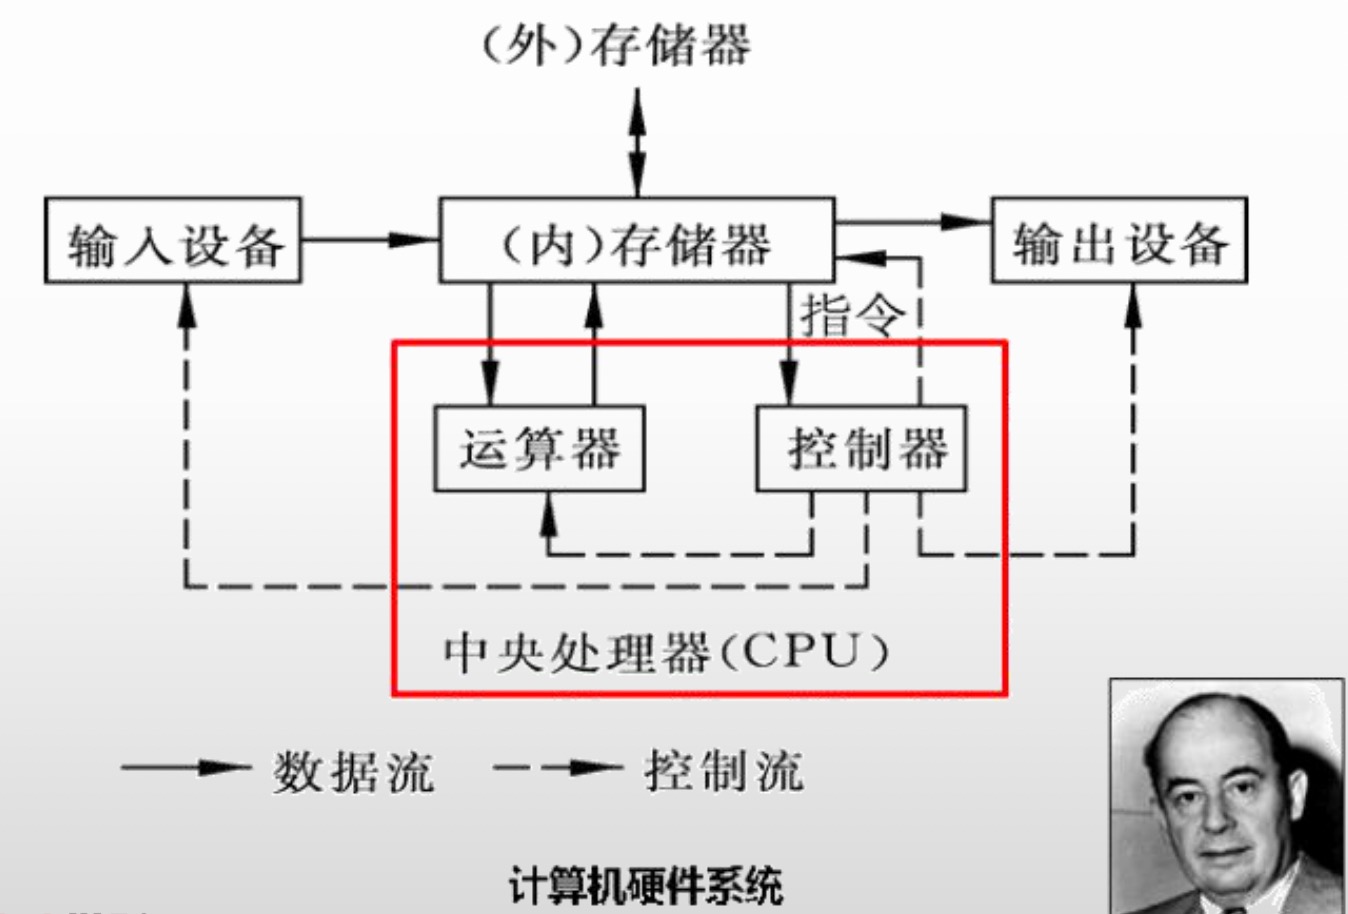 （外）存储器
输入设备
（内）存储器
输出设备
指令
运算器
控制器
中央处理器(CPU)
数据流
控制流
计算机硬件系统